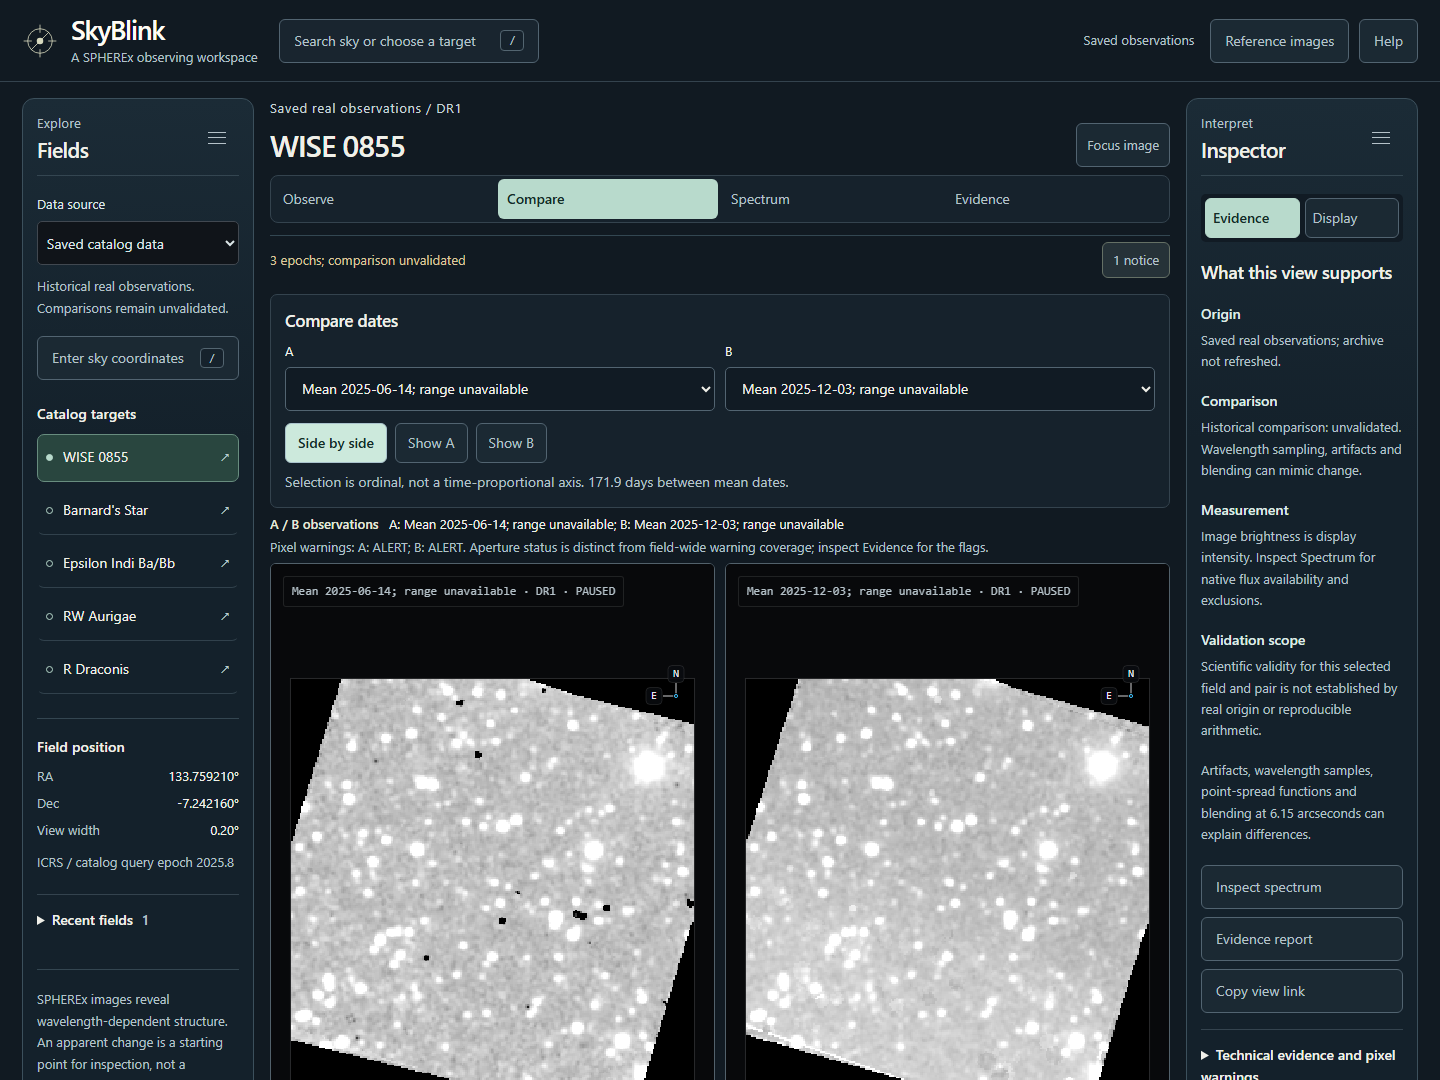 SkyBlink
A SPHEREx observing workspace
Search sky or choose a target /
Saved observations
Reference images
Help
Explore
Fields
Data source
Saved catalog data
Historical real observations.
Comparisons remain unvalidated.
Enter sky coordinates /
Catalog targets
WISE 0855 ↗
Barnard's Star ↗
Epsilon Indi Ba/Bb ↗
RW Aurigae ↗
R Draconis ↗
Field position
RA 133.759210°
Dec -7.242160°
View width 0.20°
ICRS / catalog query epoch 2025.8
Recent fields 1
SPHEREx images reveal
wavelength-dependent structure.
An apparent change is a starting
point for inspection, not a
Saved real observations / DR1
WISE 0855
Focus image
Observe
Compare
Spectrum
Evidence
3 epochs; comparison unvalidated
1 notice
Compare dates
A
Mean 2025-06-14; range unavailable
B
Mean 2025-12-03; range unavailable
Side by side
Show A
Show B
Selection is ordinal, not a time-proportional axis. 171.9 days between mean dates.
A / B observations A: Mean 2025-06-14; range unavailable; B: Mean 2025-12-03; range unavailable
Pixel warnings: A: ALERT; B: ALERT. Aperture status is distinct from field-wide warning coverage; inspect Evidence for the flags.
Mean 2025-06-14; range unavailable · DR1 · PAUSED
N
E
Mean 2025-12-03; range unavailable · DR1 · PAUSED
N
E
Interpret
Inspector
Evidence
Display
What this view supports
Origin
Saved real observations; archive
not refreshed.
Comparison
Historical comparison: unvalidated.
Wavelength sampling, artifacts and
blending can mimic change.
Measurement
Image brightness is display
intensity. Inspect Spectrum for
native flux availability and
exclusions.
Validation scope
Scientific validity for this selected
field and pair is not established by
real origin or reproducible
arithmetic.
Artifacts, wavelength samples,
point-spread functions and
blending at 6.15 arcseconds can
explain differences.
Inspect spectrum
Evidence report
Copy view link
Technical evidence and pixel
warnings